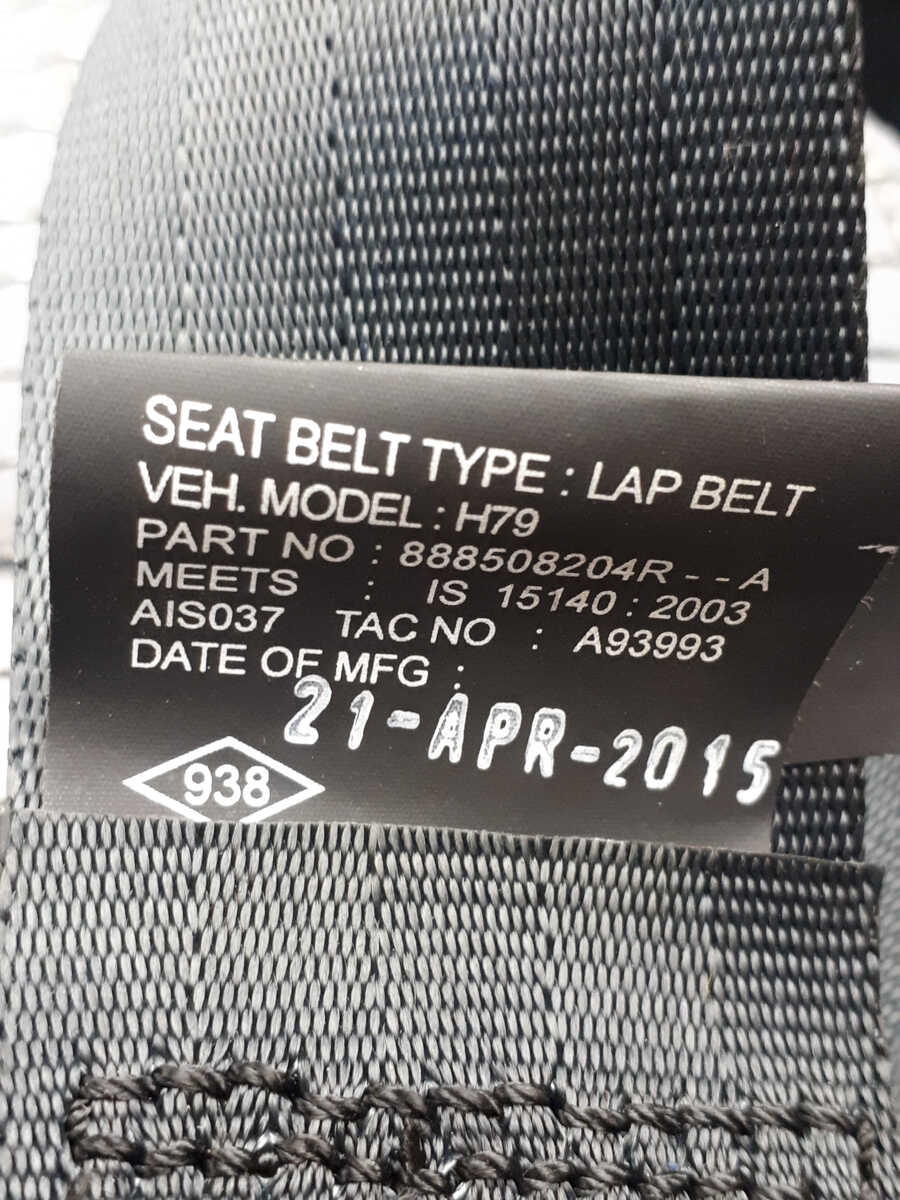 SEAT BELT TYPE : LAP BELT
VEH. MODEL : H79
PART NO : 888508204R - - A
MEETS : IS 15140 : 2003
AIS037 TAC NO : A93993
DATE OF MFG :
21-APR-2015
938